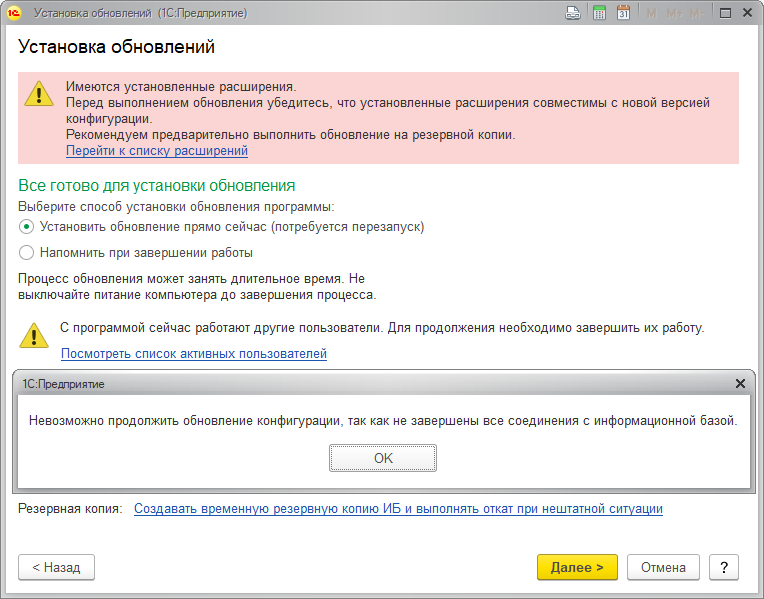 Установка обновлений (1С:Предприятие)
31
M M+ M-
Установка обновлений
Имеются установленные расширения.
Перед выполнением обновления убедитесь, что установленные расширения совместимы с новой версией
конфигурации.
Рекомендуем предварительно выполнить обновление на резервной копии.
Перейти к списку расширений
Все готово для установки обновления
Выберите способ установки обновления программы:
Установить обновление прямо сейчас (потребуется перезапуск)
Напомнить при завершении работы
Процесс обновления может занять длительное время. Не
выключайте питание компьютера до завершения процесса.
С программой сейчас работают другие пользователи. Для продолжения необходимо завершить их работу.
Посмотреть список активных пользователей
1С:Предприятие
Невозможно продолжить обновление конфигурации, так как не завершены все соединения с информационной базой.
OK
Резервная копия: Создавать временную резервную копию ИБ и выполнять откат при нештатной ситуации
< Назад
Далее >
Отмена
?